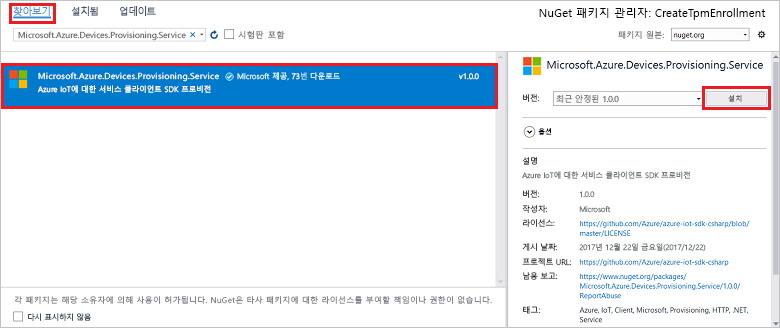 찾아보기 설치됨 업데이트
NuGet 패키지 관리자: CreateTpmEnrollment
Microsoft.Azure.Devices.Provisioning.Service
시험판 포함
패키지 원본: nuget.org
Microsoft.Azure.Devices.Provisioning.Service Microsoft 제공, 73번 다운로드 v1.0.0
Azure IoT에 대한 서비스 클라이언트 SDK 프로비전
각 패키지는 해당 소유자에 의해 사용이 허가됩니다. NuGet은 타사 패키지에 대한 라이선스를 부여할 책임이나 권한이 없습니다.
다시 표시하지 않음
Microsoft.Azure.Devices.Provisioning.Service
버전: 최근 안정된 1.0.0 설치
옵션
설명
Azure IoT에 대한 서비스 클라이언트 SDK 프로비전
버전: 1.0.0
작성자: Microsoft
라이선스: https://github.com/Azure/azure-iot-sdk-csharp/blob/
master/LICENSE
게시 날짜: 2017년 12월 22일 금요일(2017/12/22)
프로젝트 URL: https://github.com/Azure/azure-iot-sdk-csharp
남용 보고: https://www.nuget.org/packages/
Microsoft.Azure.Devices.Provisioning.Service/1.0.0/
ReportAbuse
태그: Azure, IoT, Client, Microsoft, Provisioning, HTTP, .NET,
Service